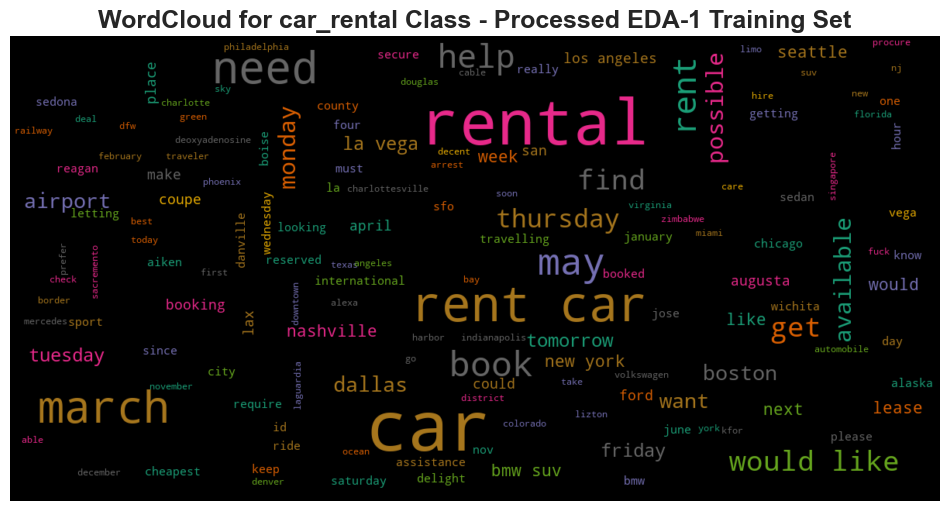 WordCloud for car_rental Class - Processed EDA-1 Training Set
philadelphia
need
help
secure
cable
really
los angeles
seattle
limo
procure
suv
nj
place
sky
douglas
rent
possible
new
one
sedona
charlotte
county
rental
hire
getting
florida
hour
deal
green
railway
dfw
deoxyadenosine
boise
monday
four
la vega
decent
week
san
arrest
singapore
february
traveler
reagan
make
must
phoenix
la
charlottesville
find
care
soon
sedan
airport
letting
coupe
wednesday
sfo
thursday
virginia
zimbabwe
vega
best
danville
looking
april
travelling
january
miami
chicago
available
today
prefer
check
sacremento
aiken
reserved
texas
angeles
international
may
booked
fuck
know
first
downtown
bay
augusta
would
border
mercedes
sport
booking
lax
alexa
rent car
jose
wichita
like
get
day
nashville
harbor
indianapolis
tomorrow
automobile
tuesday
since
go
book
new york
city
november
laguardia
dallas
could
take
volkswagen
boston
alaska
march
require
district
ford
want
next
lease
id
colorado
lizton
june
york
kfor
please
able
ride
ocean
nov
friday
december
cheapest
keep
denver
car
assistance
saturday
delight
bmw suv
bmw
would like